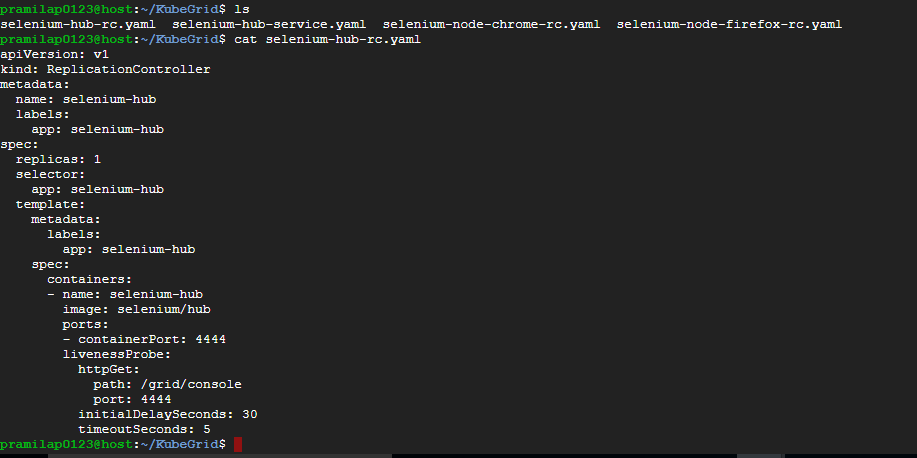 pramilap0123@host:~/KubeGrid$ ls
selenium-hub-rc.yaml  selenium-hub-service.yaml  selenium-node-chrome-rc.yaml  selenium-node-firefox-rc.yaml
pramilap0123@host:~/KubeGrid$ cat selenium-hub-rc.yaml
apiVersion: v1
kind: ReplicationController
metadata:
  name: selenium-hub
  labels:
    app: selenium-hub
spec:
  replicas: 1
  selector:
    app: selenium-hub
  template:
    metadata:
      labels:
        app: selenium-hub
    spec:
      containers:
      - name: selenium-hub
        image: selenium/hub
        ports:
        - containerPort: 4444
        livenessProbe:
          httpGet:
            path: /grid/console
            port: 4444
          initialDelaySeconds: 30
          timeoutSeconds: 5
pramilap0123@host:~/KubeGrid$